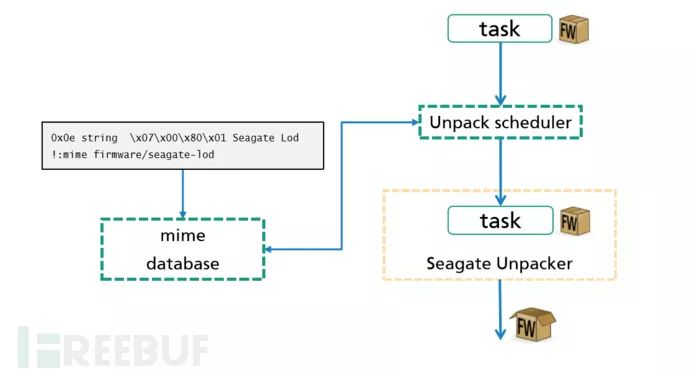 task
FW
Unpack scheduler
0x0e string \x07\x00\x80\x01 Seagate Lod
!:mime firmware/seagate-lod
task
FW
mime
database
Seagate Unpacker
FW
FREEBUF